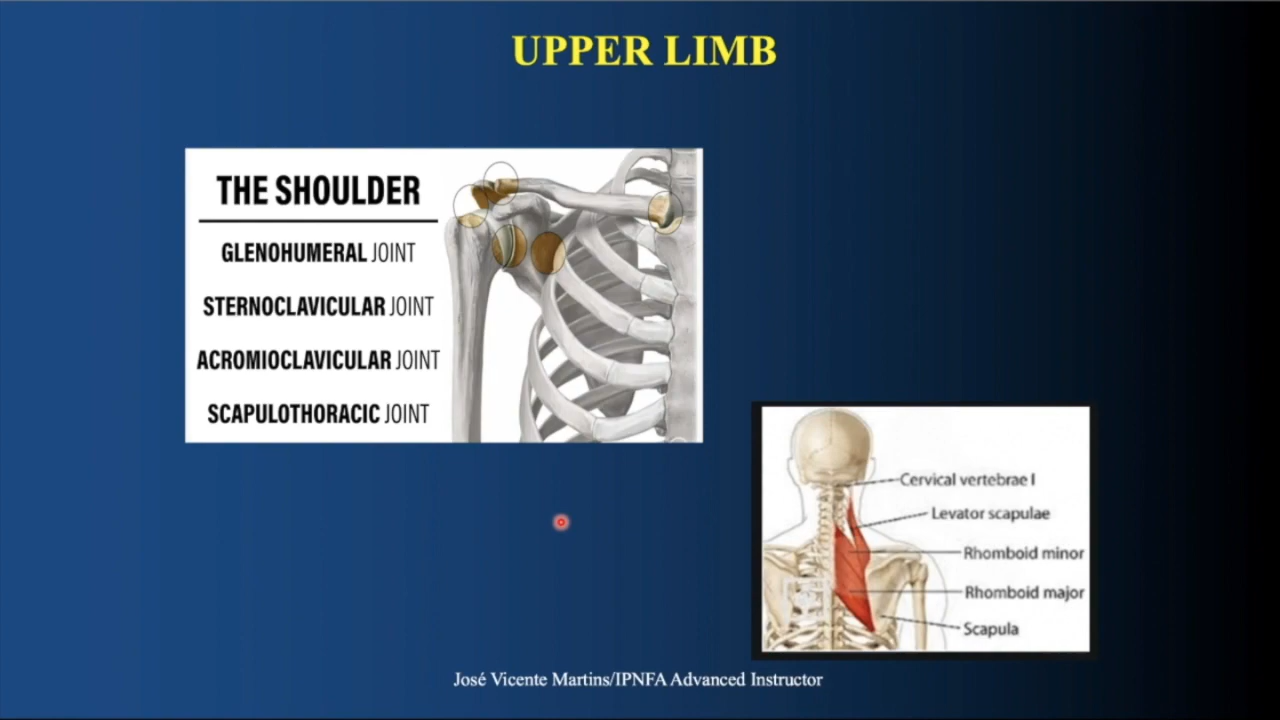 UPPER LIMB
THE SHOULDER
GLENOHUMERAL JOINT
STERNOCLAVICULAR JOINT
ACROMIOCLAVICULAR JOINT
SCAPULOTHORACIC JOINT
Cervical vertebrae I
Levator scapulae
Rhomboid minor
Rhomboid major
Scapula
José Vicente Martins/IPNFA Advanced Instructor